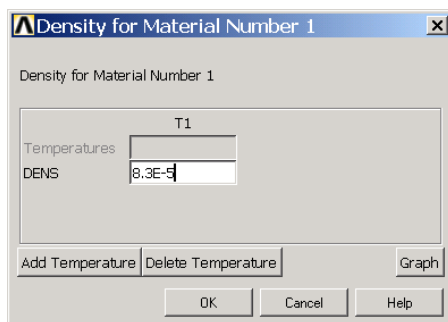 Density for Material Number 1
Density for Material Number 1
T1
Temperatures
DENS 8.3E-5
Add Temperature Delete Temperature Graph
OK Cancel Help